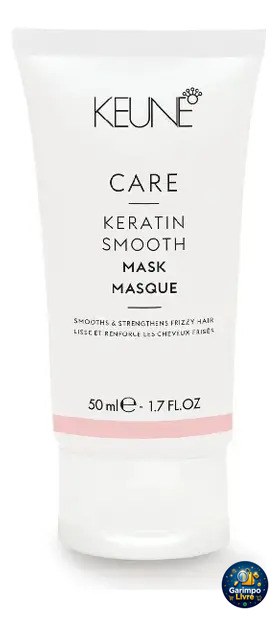 KEUNE
CARE
KERATIN
SMOOTH
MASK
MASQUE
SMOOTHS & STRENGTHENS FRIZZY HAIR
LISSE ET RENFORCE LES CHEVEUX FRISÉS
50 ml℮ - 1.7 FL.OZ
Garimpo
Livre